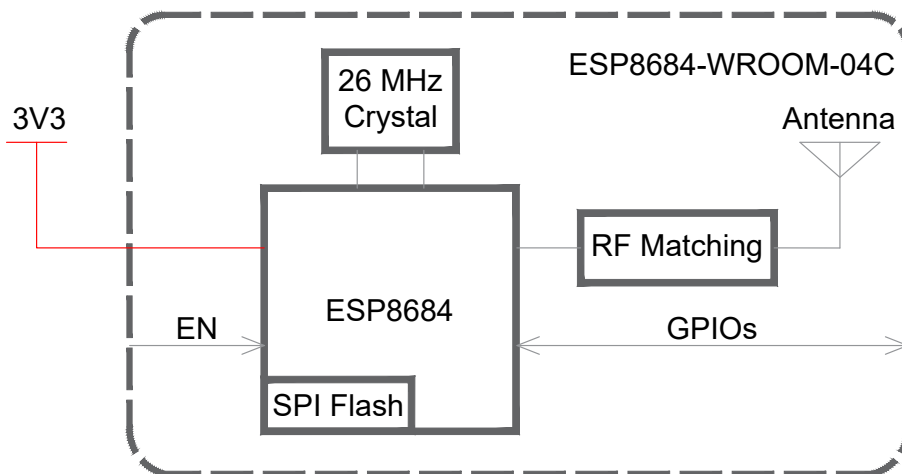 ESP8684-WROOM-04C
26 MHz
Crystal
3V3
Antenna
RF Matching
ESP8684
EN
GPIOs
SPI Flash